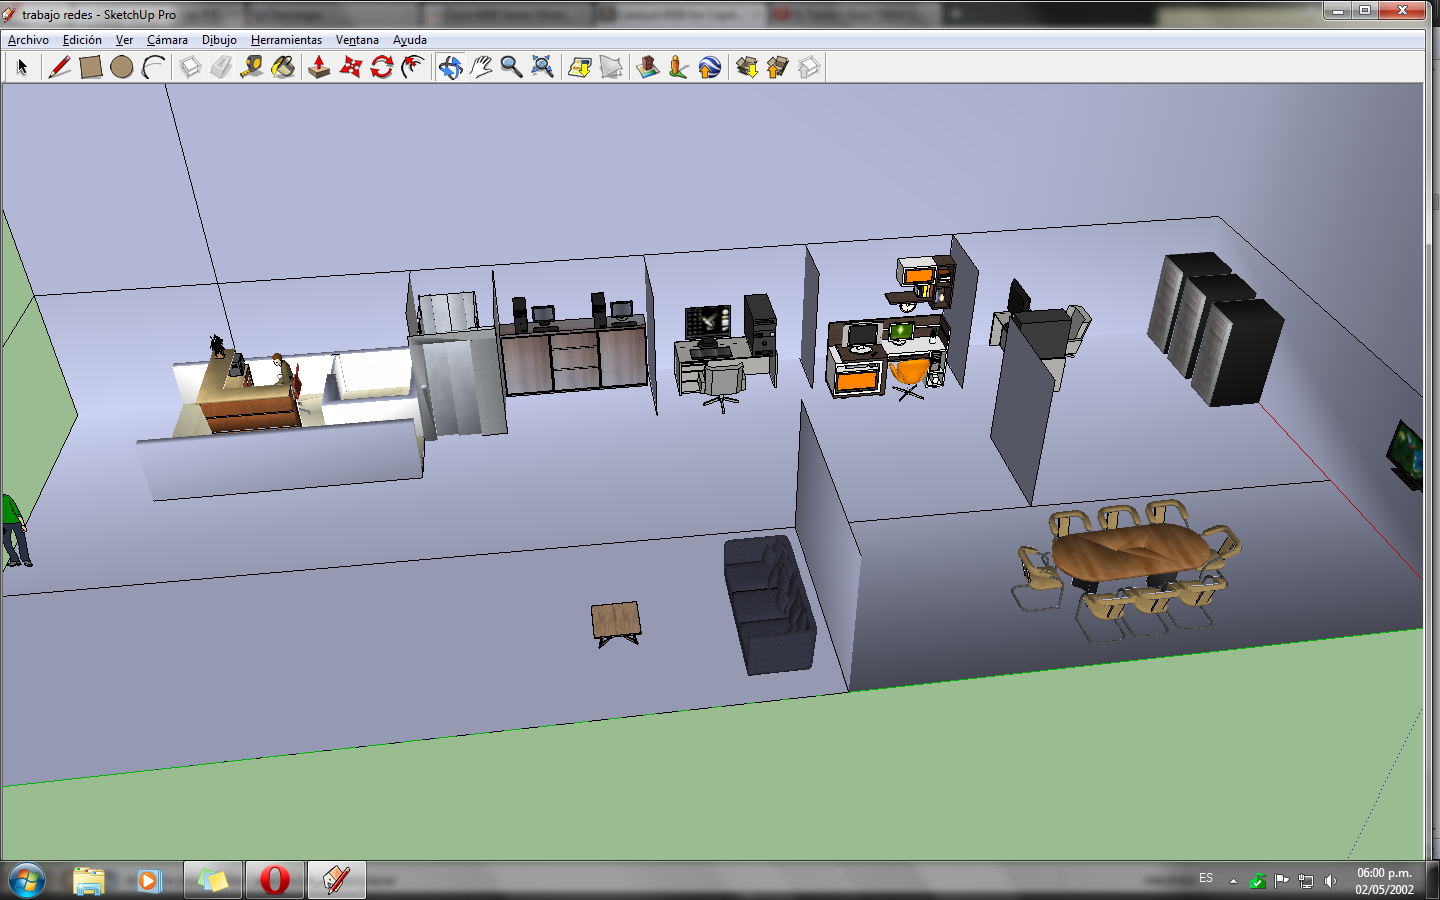 trabajo redes - SketchUp Pro
Archivo Edición Ver Cámara Dibujo Herramientas Ventana Ayuda
ES
06:00 p.m.
02/05/2002